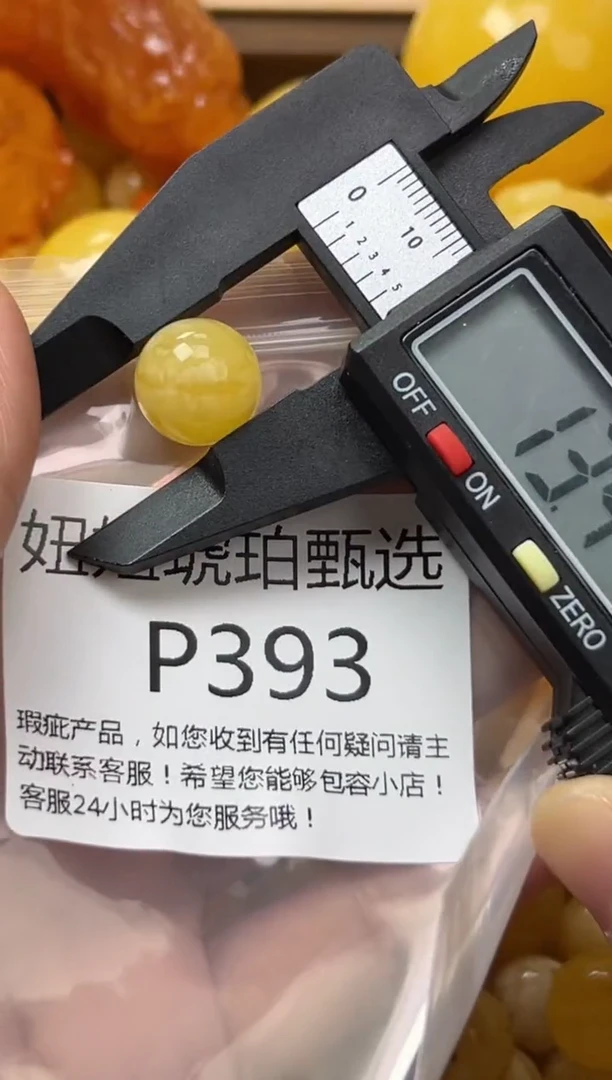 0
10
1 2 3 4 5
OFF
ON
ZERO
琥珀甄选
P393
瑕疵产品，如您收到有任何疑问请主
动联系客服！希望您能够包容小店！
客服24小时为您服务哦！